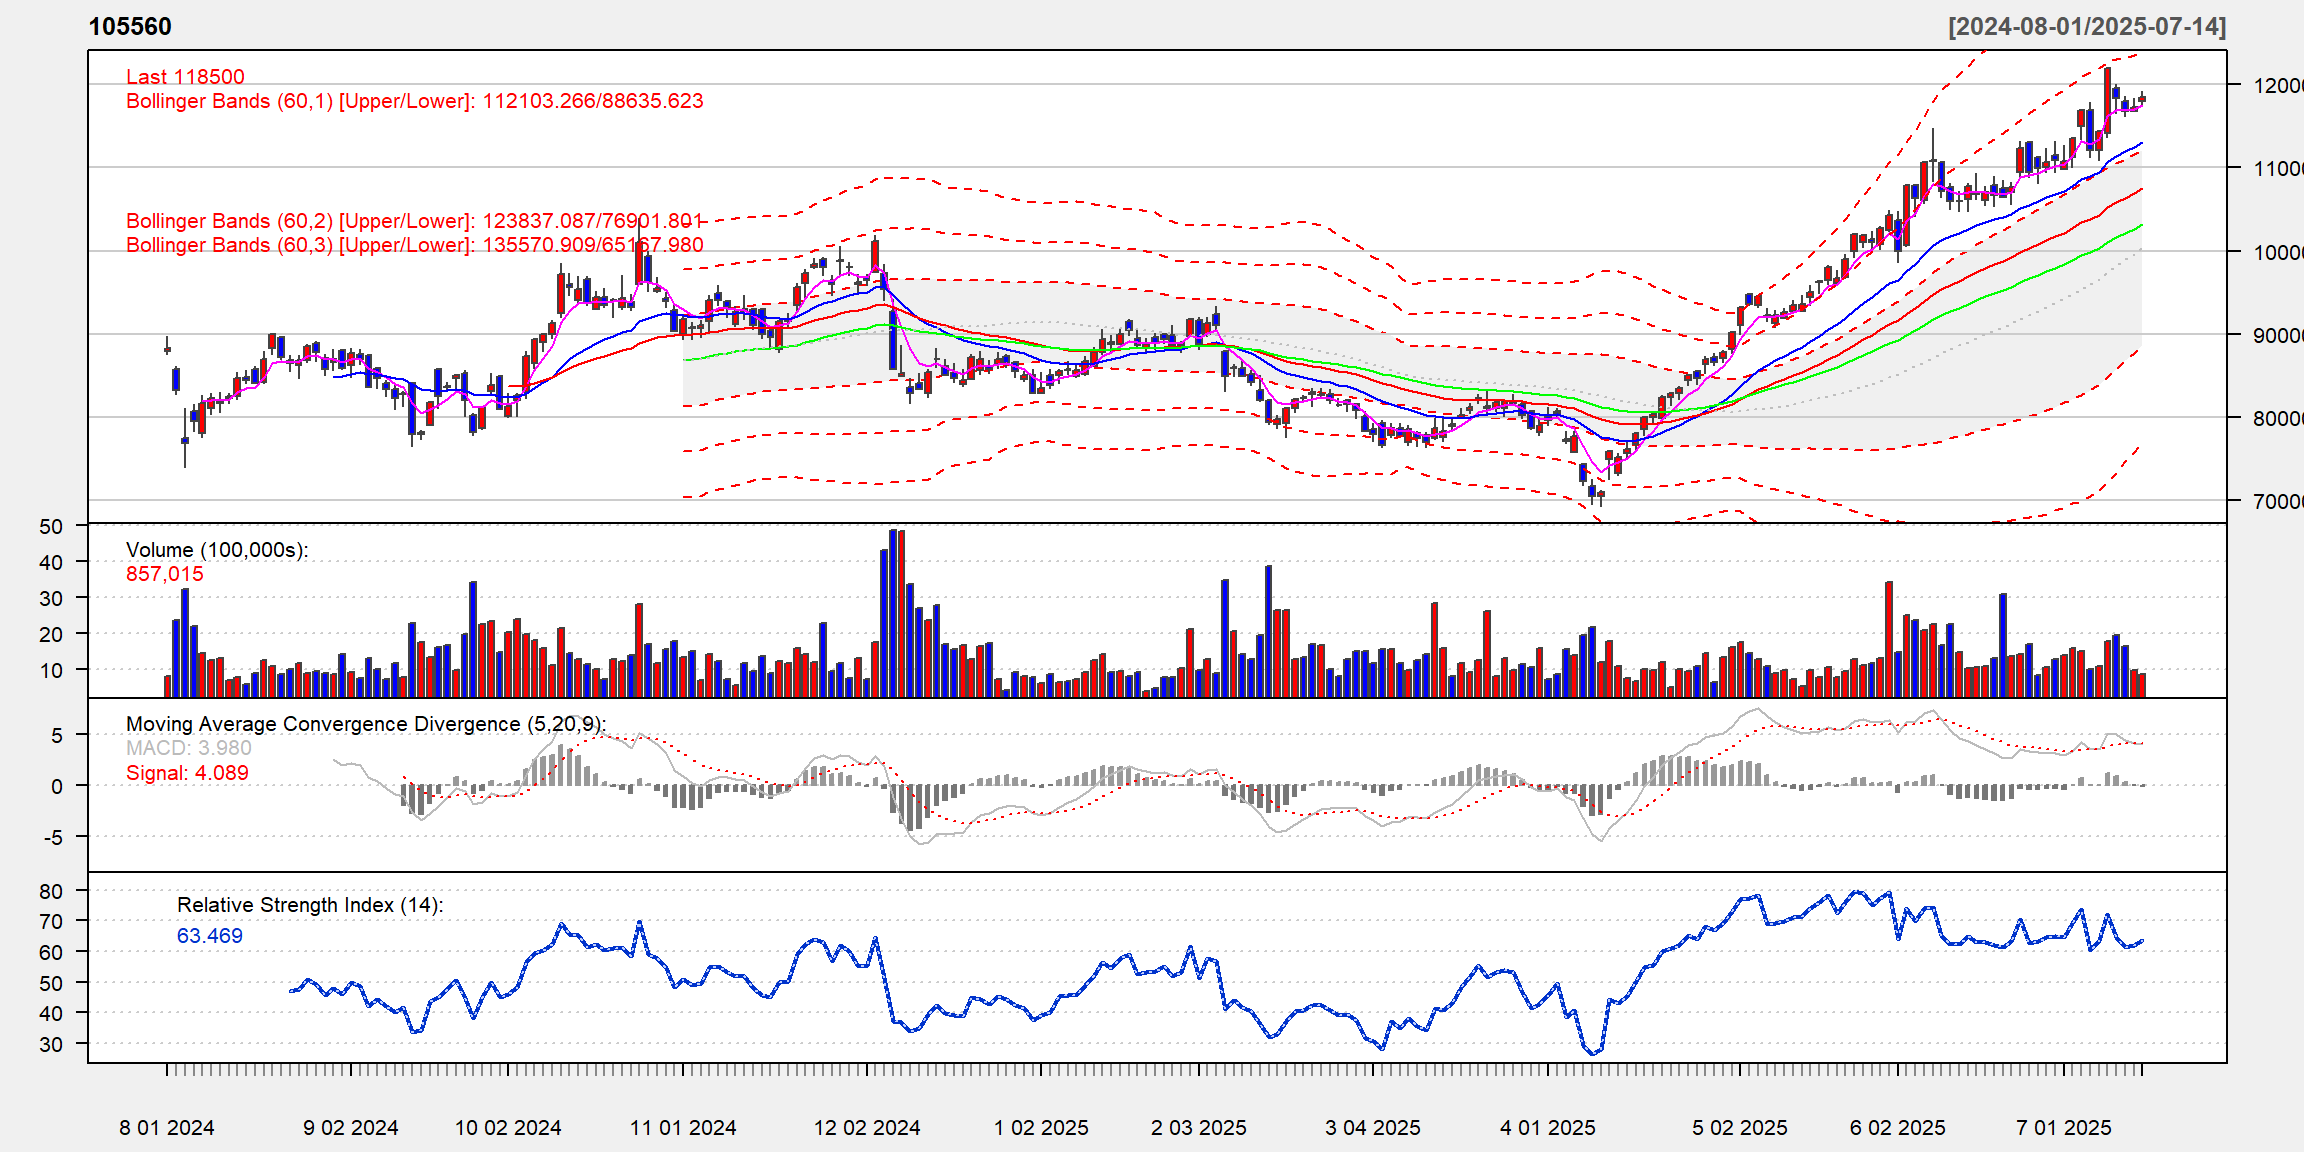 105560
[2024-08-01/2025-07-14]
Last 118500
Bollinger Bands (60,1) [Upper/Lower]: 112103.266/88635.623
Bollinger Bands (60,2) [Upper/Lower]: 123837.087/76901.801
Bollinger Bands (60,3) [Upper/Lower]: 135570.909/65167.980
12000
11000
10000
90000
80000
70000
Volume (100,000s):
857,015
50
40
30
20
10
Moving Average Convergence Divergence (5,20,9):
MACD: 3.980
Signal: 4.089
5
0
-5
Relative Strength Index (14):
63.469
80
70
60
50
40
30
8 01 2024
9 02 2024
10 02 2024
11 01 2024
12 02 2024
1 02 2025
2 03 2025
3 04 2025
4 01 2025
5 02 2025
6 02 2025
7 01 2025